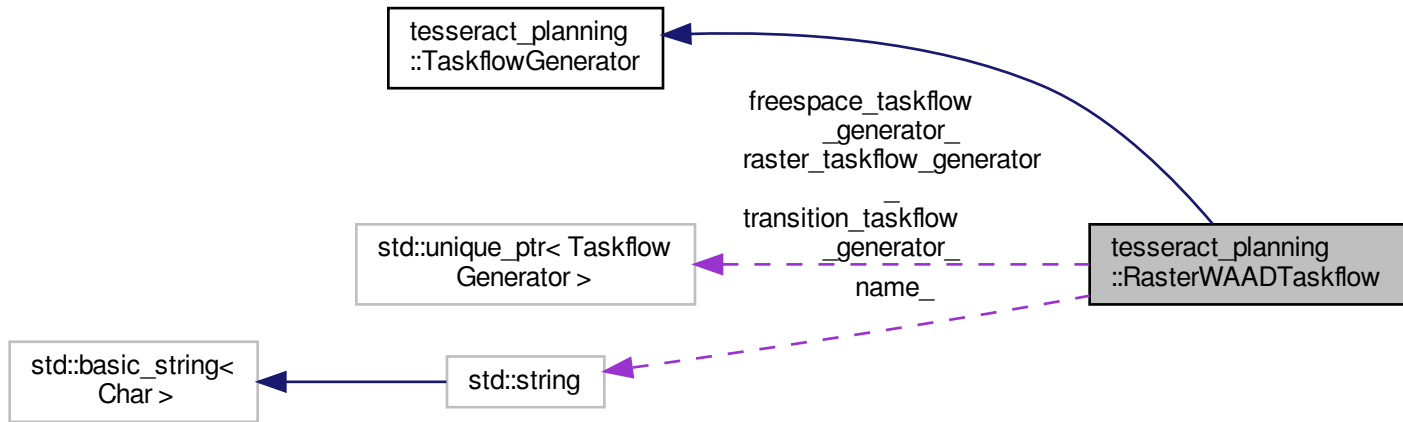 tesseract_planning
::TaskflowGenerator
freespace_taskflow
_generator_
raster_taskflow_generator
_
transition_taskflow
_generator_
std::unique_ptr< Taskflow
Generator >
tesseract_planning
::RasterWAADTaskflow
name_
std::basic_string<
Char >
std::string